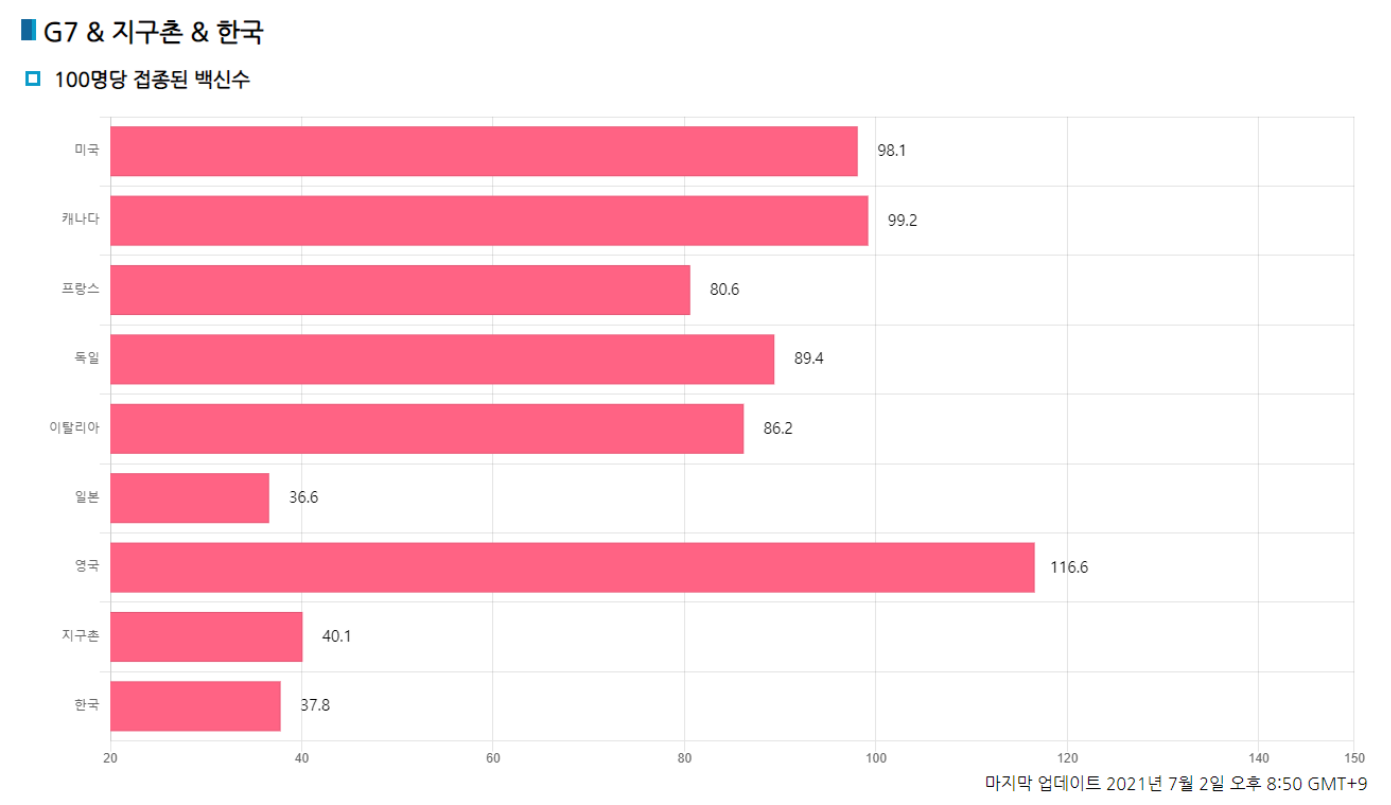 G7 & 지구촌 & 한국
100명당 접종된 백신수
미국 98.1
캐나다 99.2
프랑스 80.6
독일 89.4
이탈리아 86.2
일본 36.6
영국 116.6
지구촌 40.1
한국 37.8
20 40 60 80 100 120 140 150
마지막 업데이트 2021년 7월 2일 오후 8:50 GMT+9